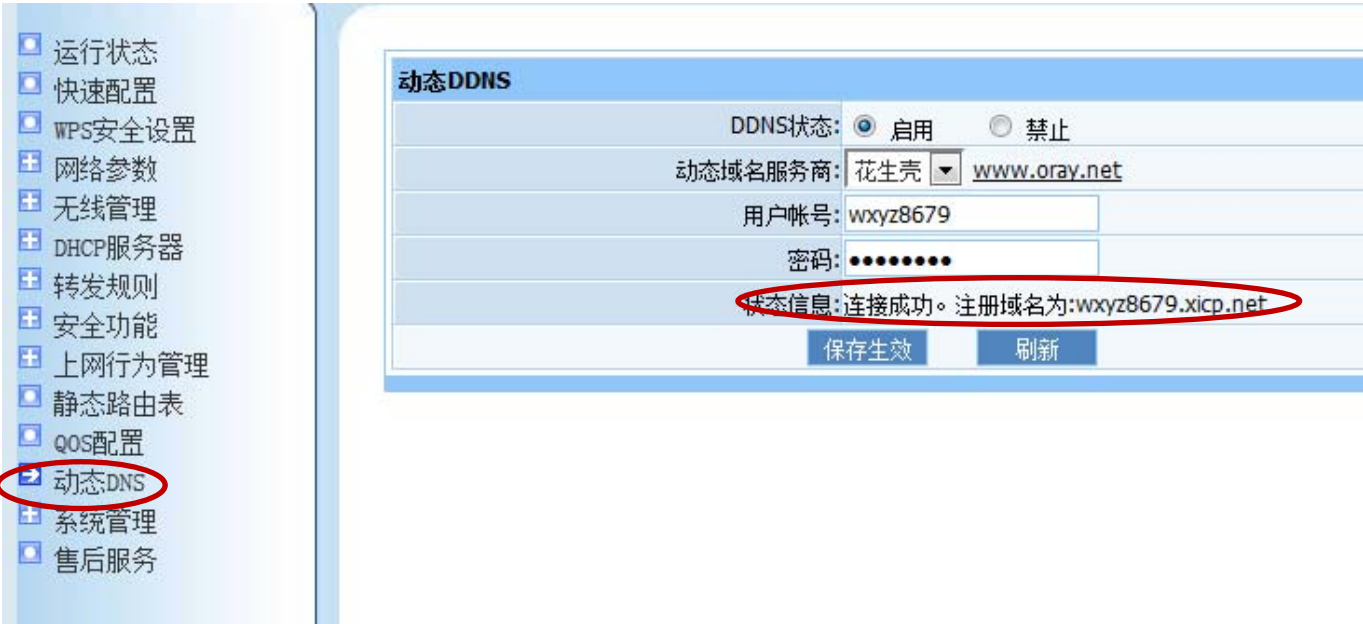 运行状态
快速配置
WPS安全设置
网络参数
无线管理
DHCP服务器
转发规则
安全功能
上网行为管理
静态路由表
QOS配置
动态DNS
系统管理
售后服务
动态DDNS
DDNS状态: 启用 禁止
动态域名服务商: 花生壳 www.oray.net
用户帐号: wxyz8679
密码: ●●●●●●●●
状态信息:连接成功。注册域名为:wxyz8679.xicp.net
保存生效 刷新